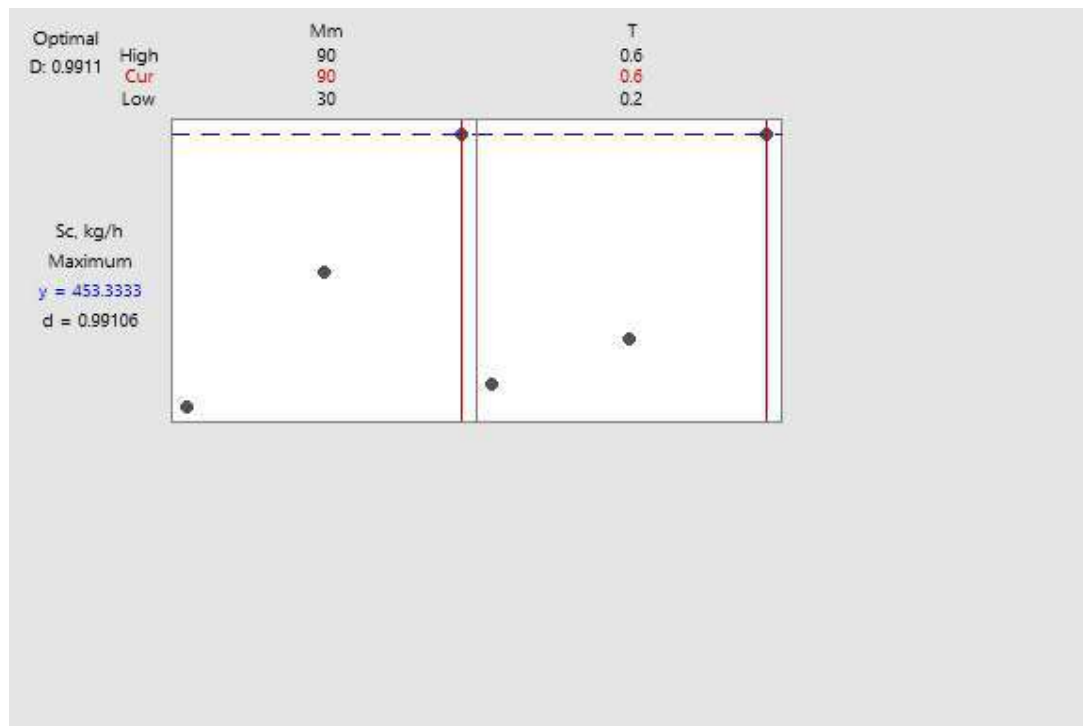 Optimal
D: 0.9911
High
Cur
Low
Mm
90
90
30
T
0.6
0.6
0.2
Sc, kg/h
Maximum
y = 453.3333
d = 0.99106